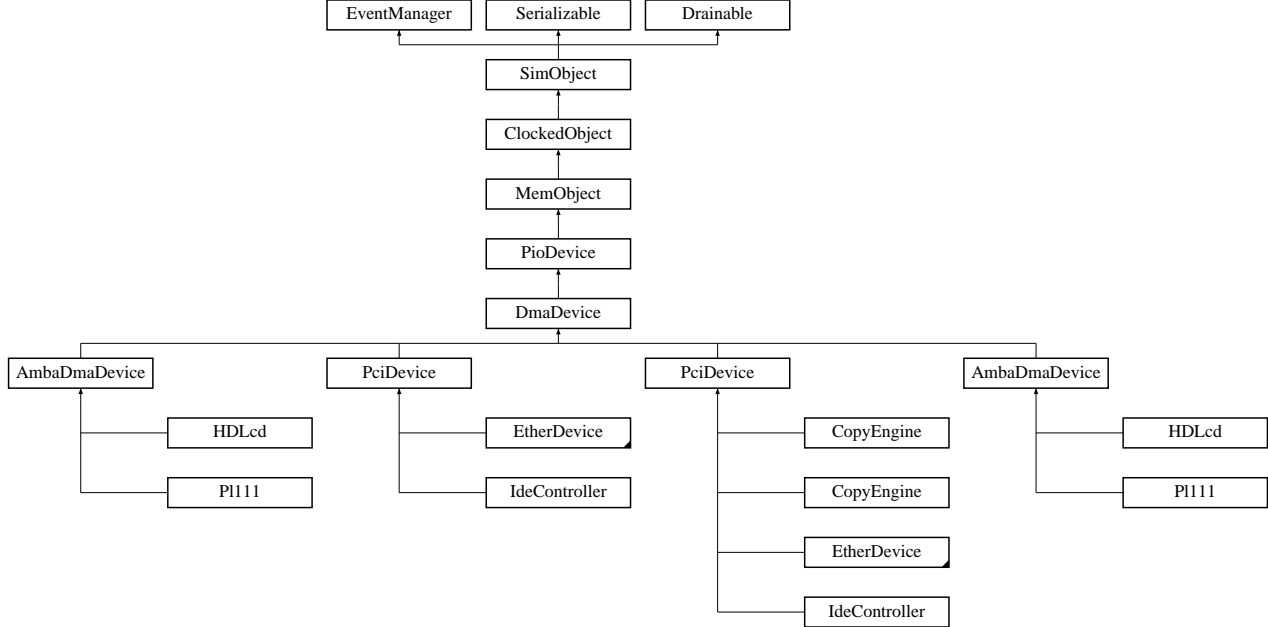 EventManager
Serializable
Drainable
SimObject
ClockedObject
MemObject
PioDevice
DmaDevice
AmbaDmaDevice
PciDevice
PciDevice
AmbaDmaDevice
HDLcd
EtherDevice
CopyEngine
HDLcd
Pl111
IdeController
CopyEngine
Pl111
EtherDevice
IdeController